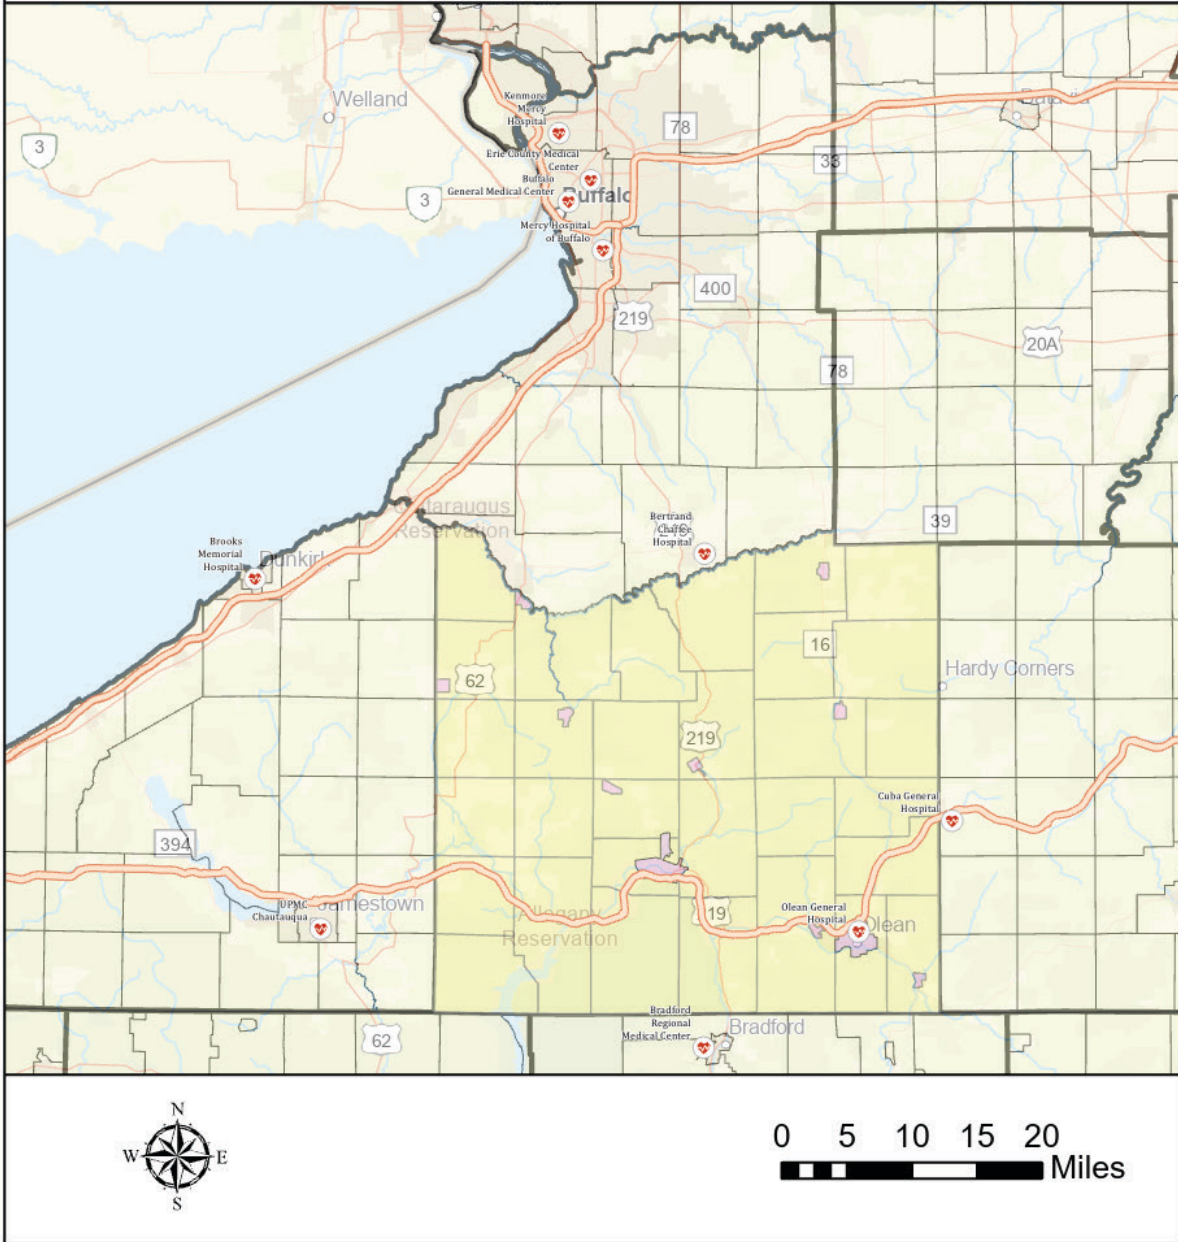 Welland
3
3
Kenmore
Mercy
Hospital
78
Batavia
33
Erie County Medical
Center
Buffalo
General Medical Center
Buffalo
Mercy Hospital
of Buffalo
400
219
20A
78
39
Cattaraugus
Reservation
Bertrand
Chaffee
Hospital
Brooks
Memorial
Hospital
Dunkirk
16
62
Hardy Corners
219
Cuba General
Hospital
394
UPMC
Chautauqua
Jamestown
Allegany
Reservation
19
Olean General
Hospital
Olean
Bradford
Regional
Medical Center
Bradford
62
N
W
E
S
0 5 10 15 20
Miles